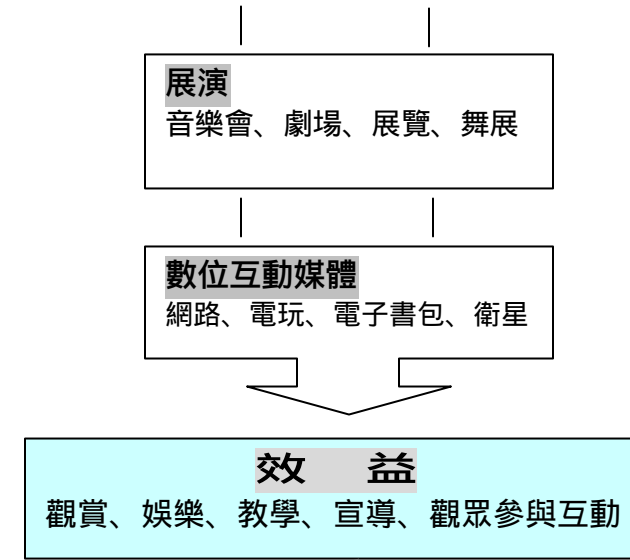 展演
音樂會、劇場、展覽、舞展
數位互動媒體
網路、電玩、電子書包、衛星
效 益
觀賞、娛樂、教學、宣導、觀眾參與互動